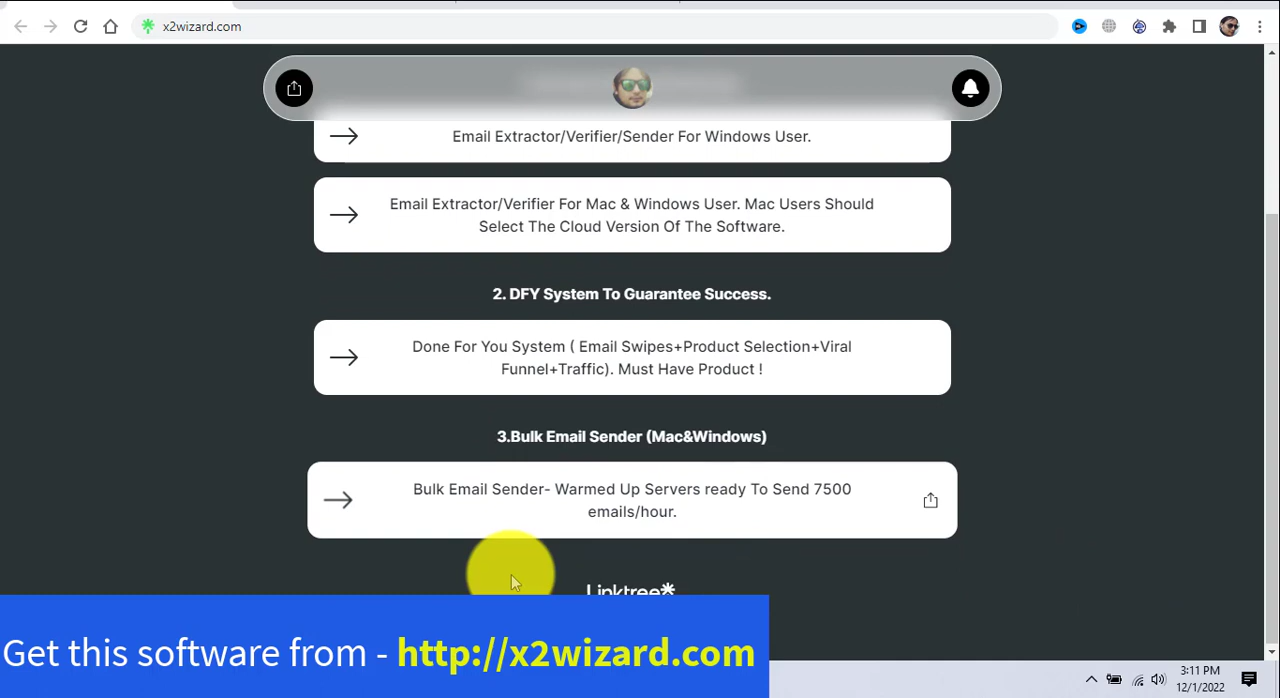 x2wizard.com
Email Extractor/Verifier/Sender For Windows User.
Email Extractor/Verifier For Mac & Windows User. Mac Users Should
Select The Cloud Version Of The Software.
2. DFY System To Guarantee Success.
Done For You System ( Email Swipes+Product Selection+Viral
Funnel+Traffic). Must Have Product !
3.Bulk Email Sender (Mac&Windows)
Bulk Email Sender- Warmed Up Servers ready To Send 7500
emails/hour.
Linktree
Get this software from - http://x2wizard.com
3:11 PM
12/1/2022